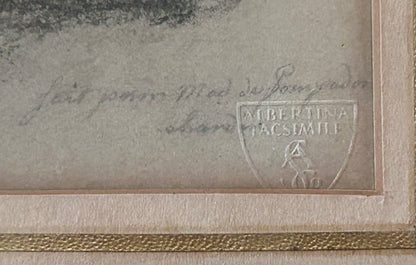 fait pour Mad de Pompadour
ALBERTINA
FACSIMILE